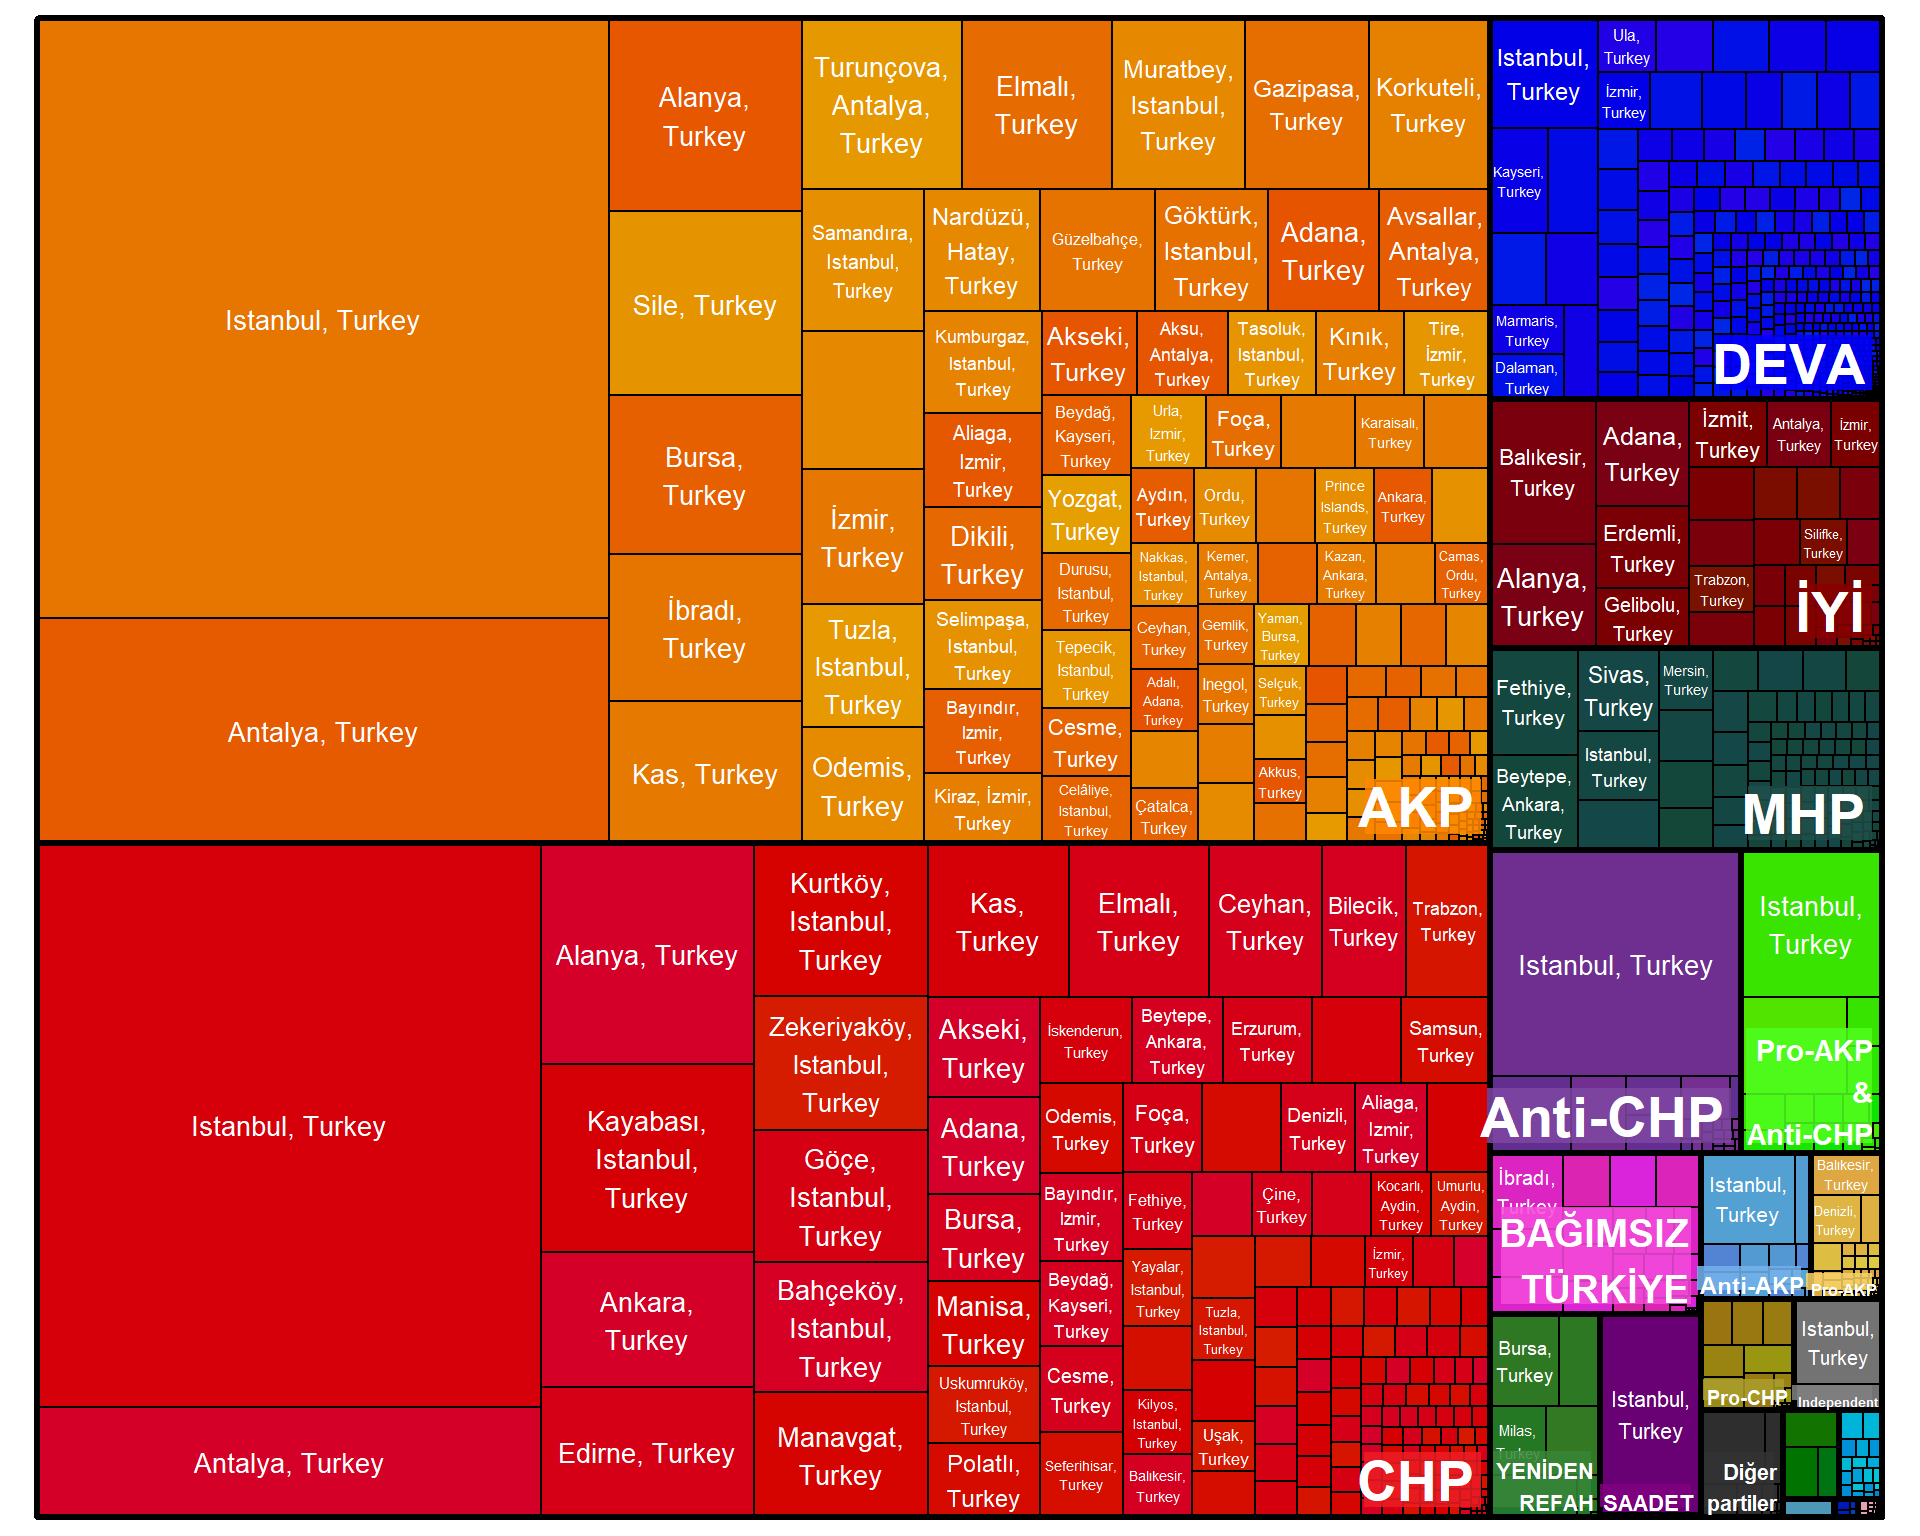 Istanbul, Turkey
Antalya, Turkey
Alanya,
Turkey
Sile, Turkey
Bursa,
Turkey
İbradı,
Turkey
Kas, Turkey
Turunçova,
Antalya,
Turkey
Elmalı,
Turkey
Muratbey,
Istanbul,
Turkey
Gazipasa,
Turkey
Korkuteli,
Turkey
Samandıra,
Istanbul,
Turkey
İzmir,
Turkey
Tuzla,
Istanbul,
Turkey
Odemis,
Turkey
Nardüzü,
Hatay,
Turkey
Güzelbahçe,
Turkey
Göktürk,
Istanbul,
Turkey
Adana,
Turkey
Avsallar,
Antalya,
Turkey
Kumburgaz,
Istanbul,
Turkey
Aliaga,
Izmir,
Turkey
Dikili,
Turkey
Selimpaşa,
Istanbul,
Turkey
Bayındır,
Izmir,
Turkey
Kiraz, İzmir,
Turkey
Akseki,
Turkey
Aksu,
Antalya,
Turkey
Tasoluk,
Istanbul,
Turkey
Kınık,
Turkey
Tire,
İzmir,
Turkey
Beydağ,
Kayseri,
Turkey
Yozgat,
Turkey
Durusu,
Istanbul,
Turkey
Tepecik,
Istanbul,
Turkey
Cesme,
Turkey
Celâliye,
Istanbul,
Turkey
Urla,
Izmir,
Turkey
Foça,
Turkey
Karaisalı,
Turkey
Aydın,
Turkey
Ordu,
Turkey
Prince
Islands,
Turkey
Ankara,
Turkey
Nakkas,
Istanbul,
Turkey
Kemer,
Antalya,
Turkey
Kazan,
Ankara,
Turkey
Camas,
Ordu,
Turkey
Ceyhan,
Turkey
Gemlik,
Turkey
Yaman,
Bursa,
Turkey
Adalı,
Adana,
Turkey
Inegol,
Turkey
Selçuk,
Turkey
Akkus,
Turkey
Çatalca,
Turkey
AKP
Istanbul, Turkey
Antalya, Turkey
Alanya, Turkey
Kayabası,
Istanbul,
Turkey
Ankara,
Turkey
Edirne, Turkey
Kurtköy,
Istanbul,
Turkey
Zekeriyaköy,
Istanbul,
Turkey
Göçe,
Istanbul,
Turkey
Bahçeköy,
Istanbul,
Turkey
Manavgat,
Turkey
Kas,
Turkey
Elmalı,
Turkey
Ceyhan,
Turkey
Bilecik,
Turkey
Trabzon,
Turkey
Akseki,
Turkey
Adana,
Turkey
Bursa,
Turkey
Manisa,
Turkey
Uskumruköy,
Istanbul,
Turkey
Polatlı,
Turkey
İskenderun,
Turkey
Beytepe,
Ankara,
Turkey
Erzurum,
Turkey
Samsun,
Turkey
Odemis,
Turkey
Foça,
Turkey
Denizli,
Turkey
Aliaga,
Izmir,
Turkey
Bayındır,
Izmir,
Turkey
Beydağ,
Kayseri,
Turkey
Cesme,
Turkey
Seferihisar,
Turkey
Fethiye,
Turkey
Çine,
Turkey
Kocarlı,
Aydin,
Turkey
Umurlu,
Aydin,
Turkey
Yayalar,
Istanbul,
Turkey
İzmir,
Turkey
Tuzla,
Istanbul,
Turkey
Kilyos,
Istanbul,
Turkey
Uşak,
Turkey
Balıkesir,
Turkey
CHP
Istanbul,
Turkey
Ula,
Turkey
İzmir,
Turkey
Kayseri,
Turkey
Marmaris,
Turkey
Dalaman,
Turkey
DEVA
Balıkesir,
Turkey
Alanya,
Turkey
Adana,
Turkey
Erdemli,
Turkey
Gelibolu,
Turkey
İzmit,
Turkey
Antalya,
Turkey
İzmir,
Turkey
Silifke,
Turkey
Trabzon,
Turkey
İYİ
Fethiye,
Turkey
Beytepe,
Ankara,
Turkey
Sivas,
Turkey
Istanbul,
Turkey
Mersin,
Turkey
MHP
Istanbul, Turkey
Anti-CHP
Istanbul,
Turkey
Pro-AKP
&
Anti-CHP
İbradı,
Turkey
BAĞIMSIZ
TÜRKİYE
Istanbul,
Turkey
Anti-AKP
Balıkesir,
Turkey
Denizli,
Turkey
Pro-AKP
Bursa,
Turkey
Milas,
Turkey
YENİDEN
REFAH
Istanbul,
Turkey
SAADET
Pro-CHP
Istanbul,
Turkey
Independent
Diğer
partiler